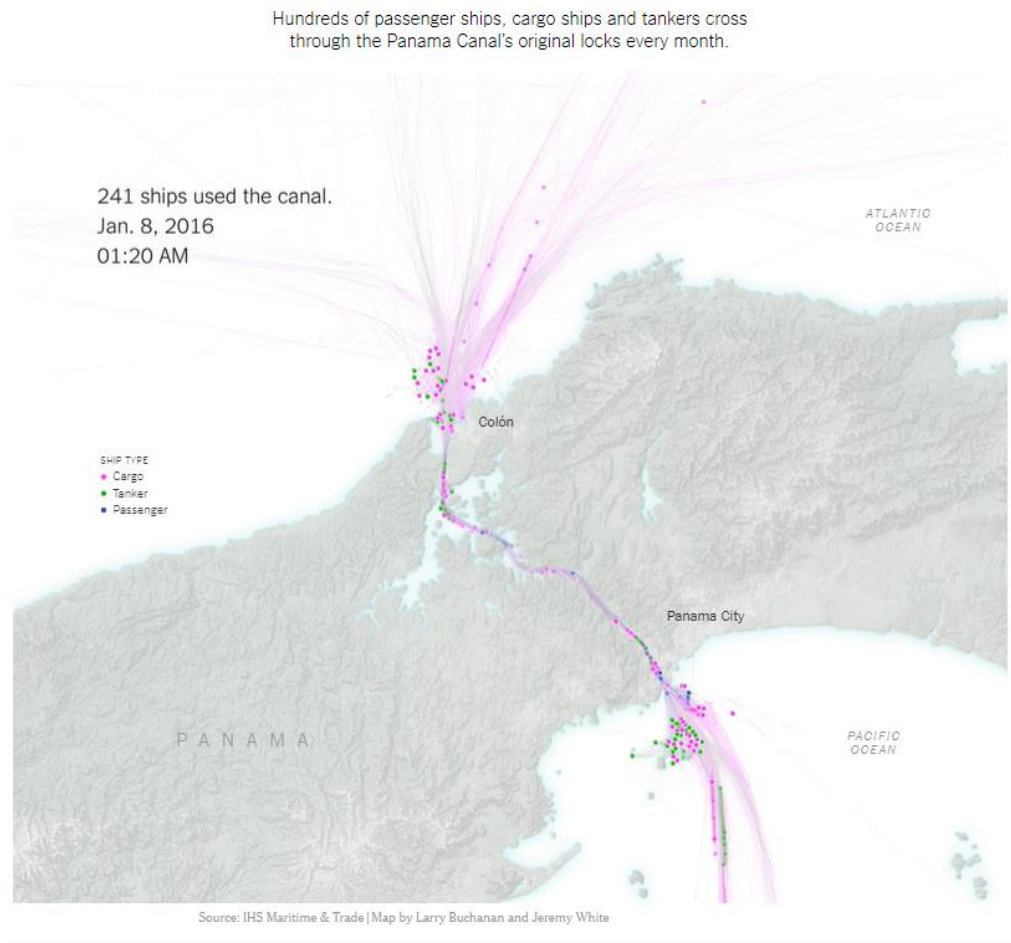 Hundreds of passenger ships, cargo ships and tankers cross
through the Panama Canal’s original locks every month.
241 ships used the canal.
Jan. 8, 2016
01:20 AM
ATLANTIC
OCEAN
Colón
SHIP TYPE
Cargo
Tanker
Passenger
Panama City
PANAMA
PACIFIC
OCEAN
Source: IHS Maritime & Trade | Map by Larry Buchanan and Jeremy White